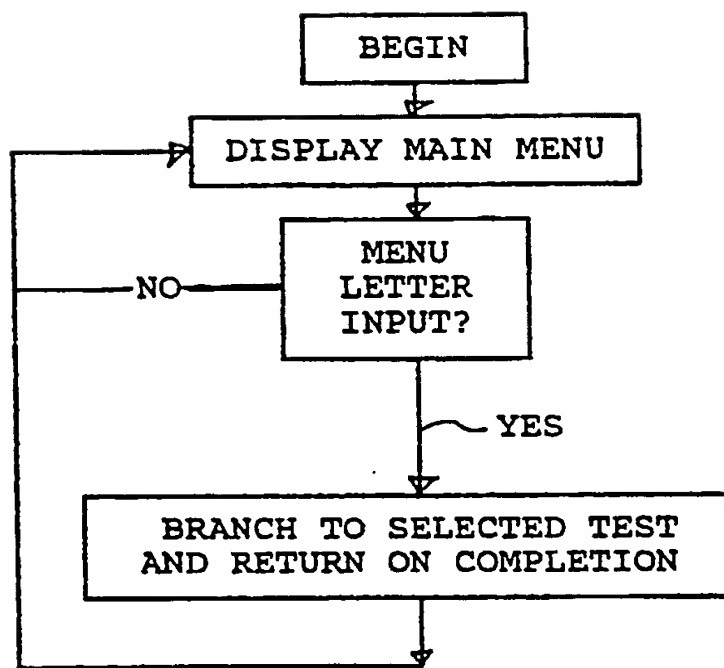 BEGIN
DISPLAY MAIN MENU
MENU
LETTER
INPUT?
NO
YES
BRANCH TO SELECTED TEST
AND RETURN ON COMPLETION